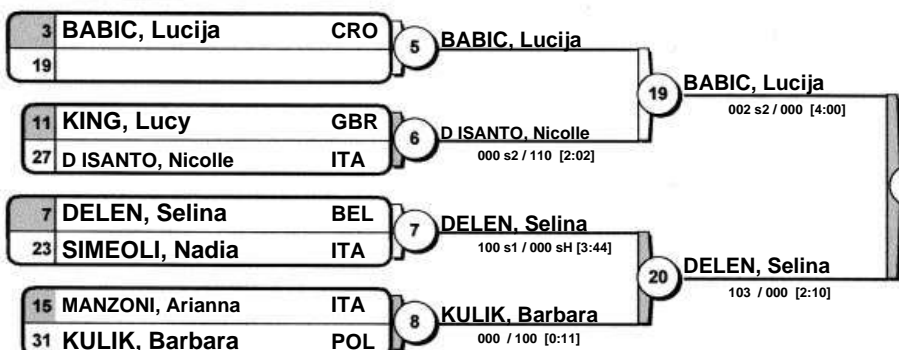 3 BABIC, Lucija CRO
19
5 BABIC, Lucija
19 BABIC, Lucija
002 s2 / 000 [4:00]
11 KING, Lucy GBR
27 D ISANTO, Nicolle ITA
6 D ISANTO, Nicolle
000 s2 / 110 [2:02]
7 DELEN, Selina BEL
23 SIMEOLI, Nadia ITA
7 DELEN, Selina
100 s1 / 000 sH [3:44]
20 DELEN, Selina
103 / 000 [2:10]
15 MANZONI, Arianna ITA
31 KULIK, Barbara POL
8 KULIK, Barbara
000 / 100 [0:11]